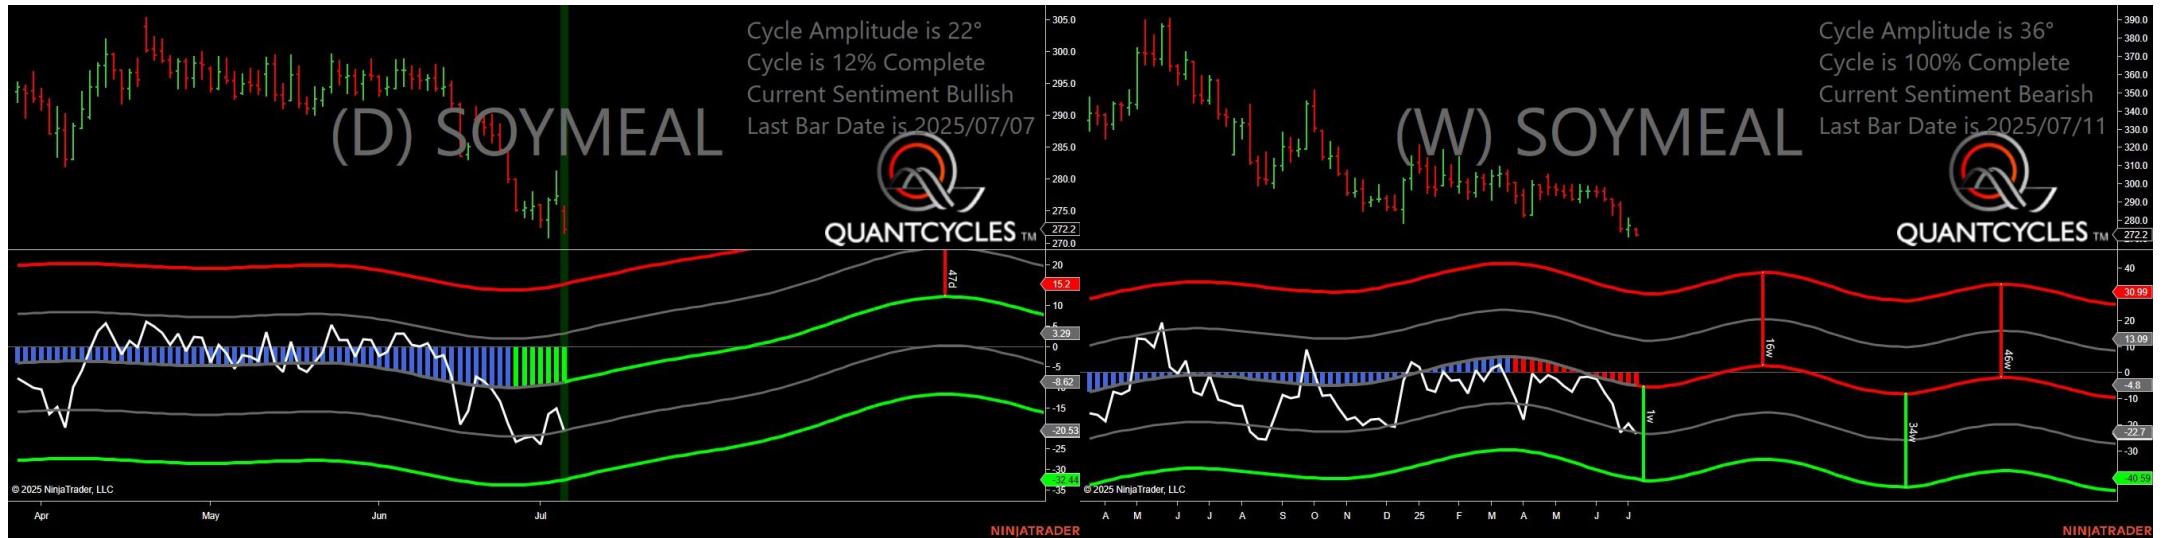 Cycle Amplitude is 22°
Cycle is 12% Complete
Current Sentiment Bullish
Last Bar Date is 2025/07/07
(D) SOYMEAL
QUANTCYCLES TM
305.0
300.0
295.0
290.0
285.0
280.0
275.0
272.2
270.0
47d
20
15.2
10
3.29
0
-5
-8.62
-15
-20.53
-25
-30
-32.44
-35
© 2025 NinjaTrader, LLC
Apr
May
Jun
Jul
NINJATRADER
Cycle Amplitude is 36°
Cycle is 100% Complete
Current Sentiment Bearish
Last Bar Date is 2025/07/11
(W) SOYMEAL
QUANTCYCLES TM
390.0
380.0
370.0
360.0
350.0
340.0
330.0
320.0
310.0
300.0
290.0
280.0
272.2
16w
46w
1w
34w
40
30.99
20
13.09
0
-4.8
-10
-22.7
-30
-40.59
© 2025 NinjaTrader, LLC
A M J J A S O N D 25 F M A M J J
NINJATRADER